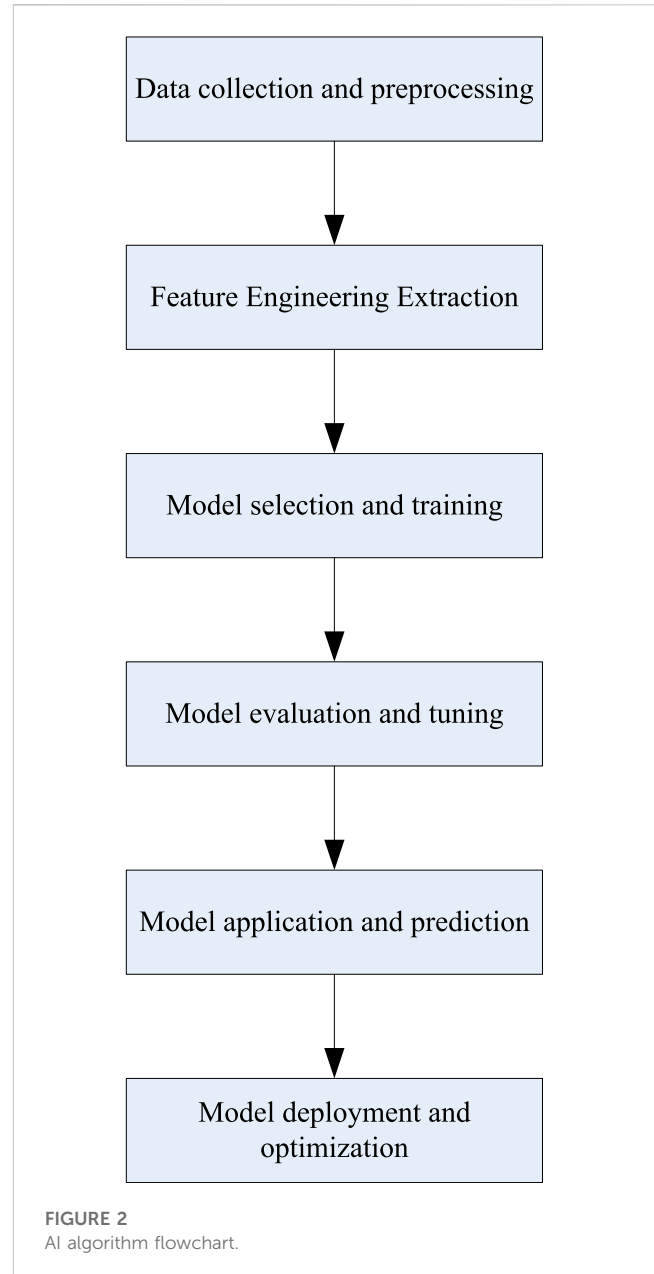 Data collection and preprocessing
Feature Engineering Extraction
Model selection and training
Model evaluation and tuning
Model application and prediction
Model deployment and
optimization
FIGURE 2
AI algorithm flowchart.